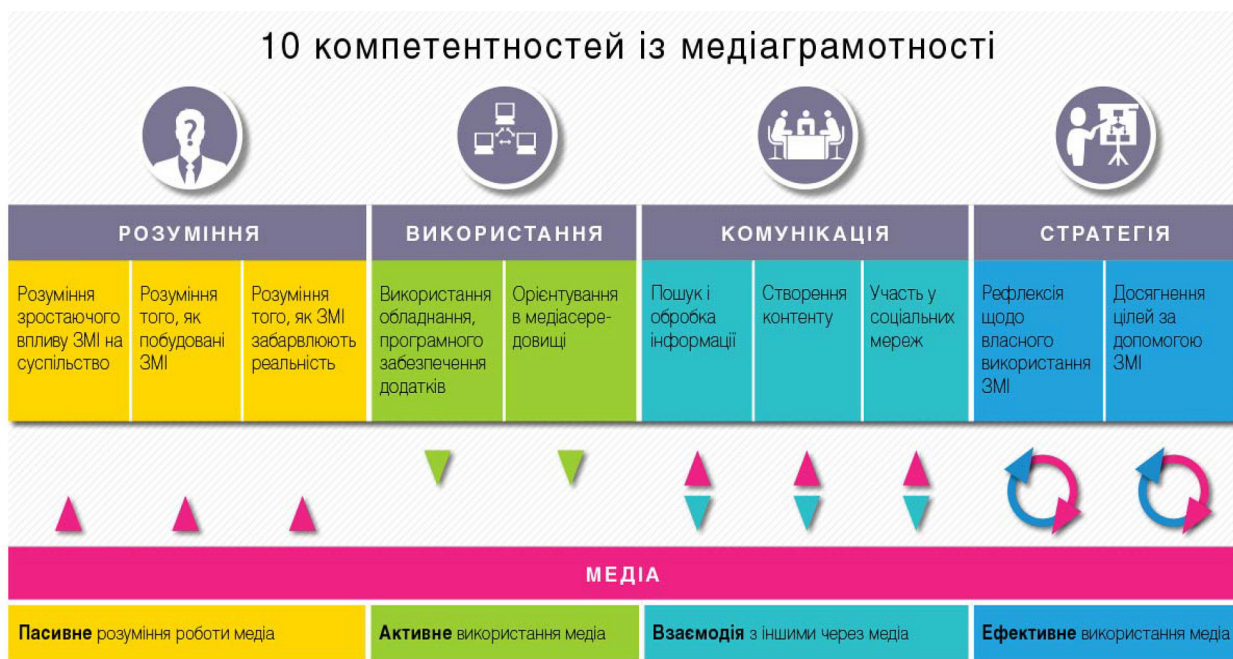 10 компетентностей із медіаграмотності
РОЗУМІННЯ
ВИКОРИСТАННЯ
КОМУНІКАЦІЯ
СТРАТЕГІЯ
Розуміння
зростаючого
впливу ЗМІ на
суспільство
Розуміння
того, як
побудовані
ЗМІ
Розуміння
того, як ЗМІ
забарвлюють
реальність
Використання
обладнання,
програмного
забезпечення
додатків
Орієнтування
в медіасере-
довищі
Пошук і
обробка
інформації
Створення
контенту
Участь у
соціальних
мереж
Рефлексія
щодо
власного
використання
ЗМІ
Досягнення
цілей за
допомогою
ЗМІ
МЕДІА
Пасивне розуміння роботи медіа
Активне використання медіа
Взаємодія з іншими через медіа
Ефективне використання медіа